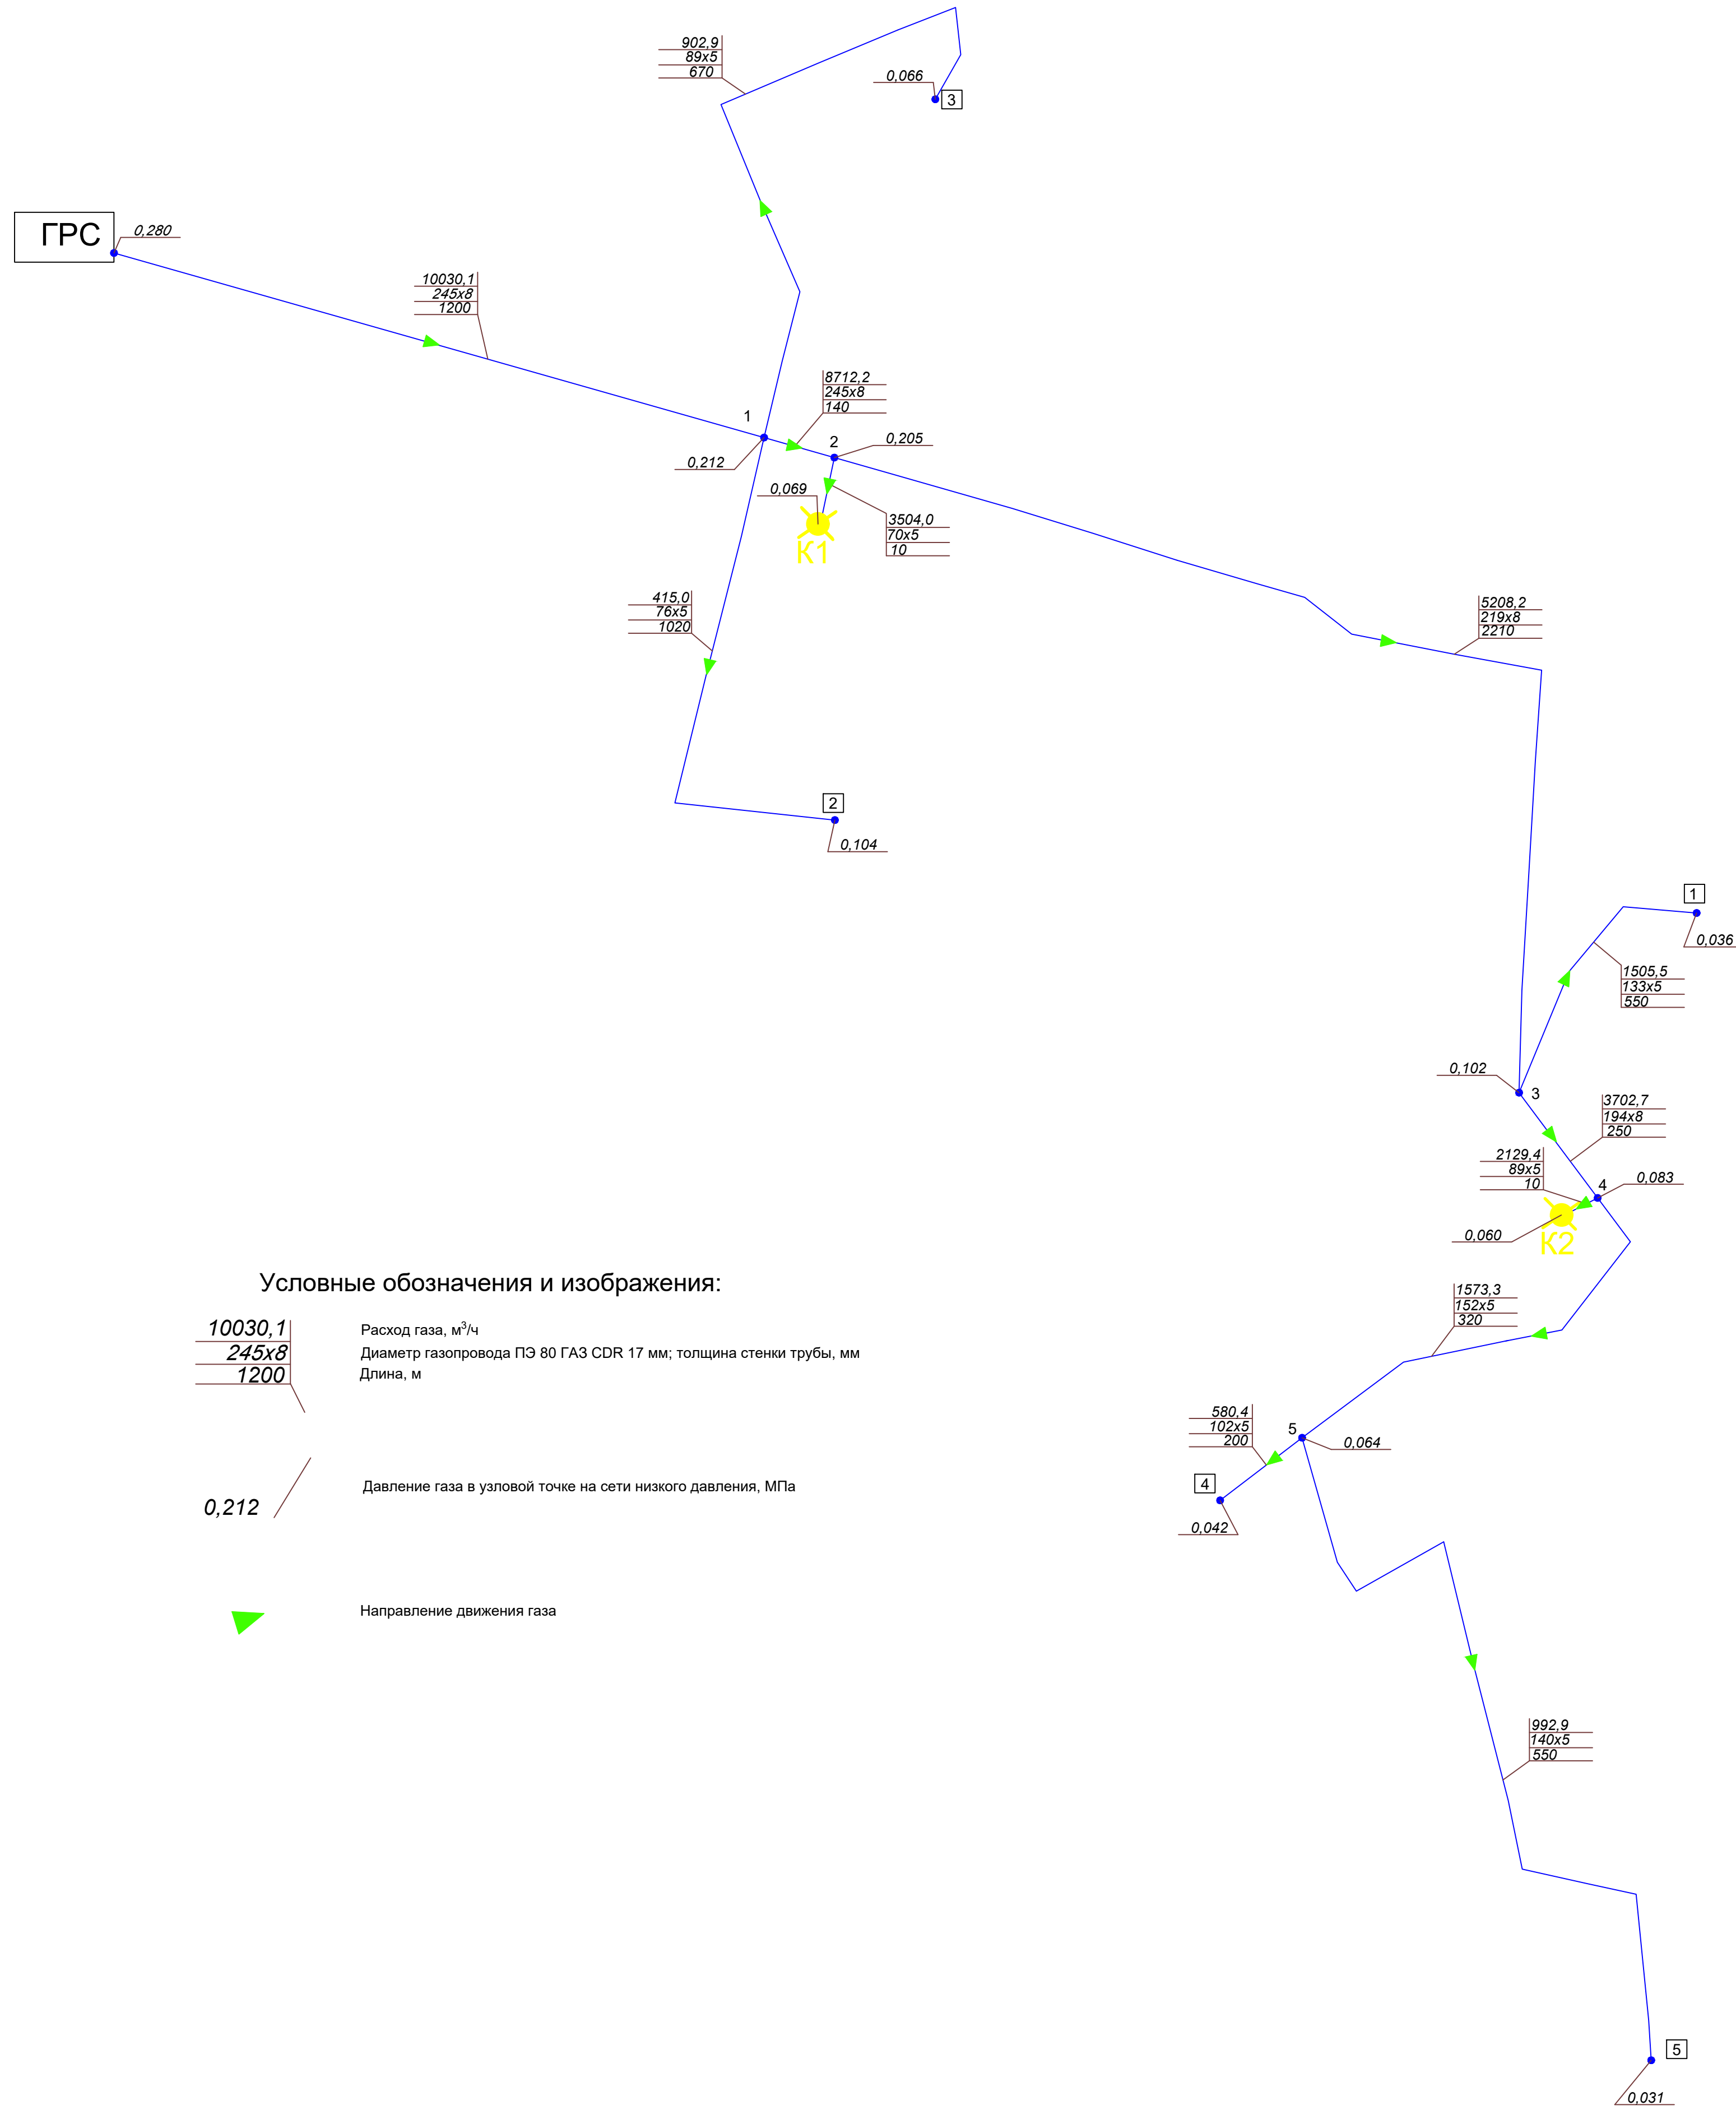 902,9
89x5
670
0,066
3
ГРС
0,280
10030,1
245x8
1200
8712,2
245x8
140
1
2
0,205
0,212
0,069
3504,0
70x5
10
К1
415,0
76x5
1020
5208,2
219x8
2210
2
0,104
1
0,036
1505,5
133x5
550
0,102
3
3702,7
194x8
250
2129,4
89x5
10
4
0,083
0,060
К2
Условные обозначения и изображения:
1573,3
152x5
320
10030,1
245x8
1200
Расход газа, м³/ч
Диаметр газопровода ПЭ 80 ГАЗ CDR 17 мм; толщина стенки трубы, мм
Длина, м
580,4
102x5
200
5
0,064
4
0,042
Давление газа в узловой точке на сети низкого давления, МПа
0,212
Направление движения газа
992,9
140x5
550
5
0,031